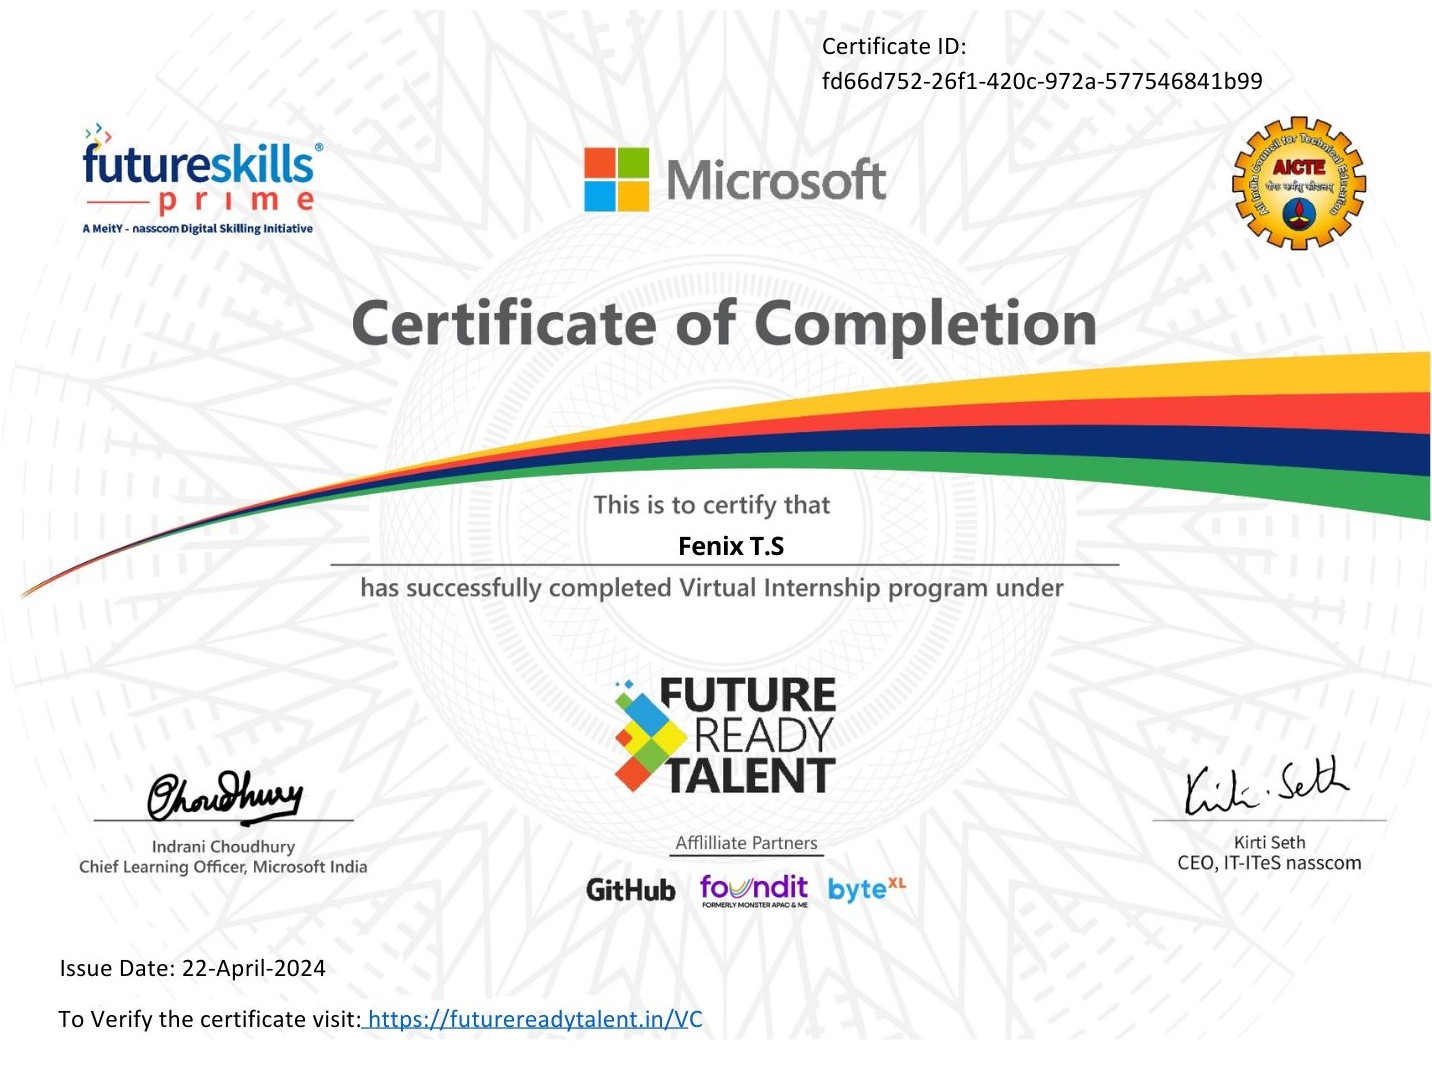 Certificate ID:
fd66d752-26f1-420c-972a-577546841b99
futureskills®
prime
A MeitY - nasscom Digital Skilling Initiative
Microsoft
All India Council for Technical Education
AICTE
Certificate of Completion
This is to certify that
Fenix T.S
has successfully completed Virtual Internship program under
FUTURE
READY
TALENT
Choudhury
Kirti Seth
Indrani Choudhury
Chief Learning Officer, Microsoft India
Afflilliate Partners
Kirti Seth
CEO, IT-ITeS nasscom
GitHub
foundit
FORMERLY MONSTER APAC & ME
byteXL
Issue Date: 22-April-2024
To Verify the certificate visit: https://futurereadytalent.in/VC